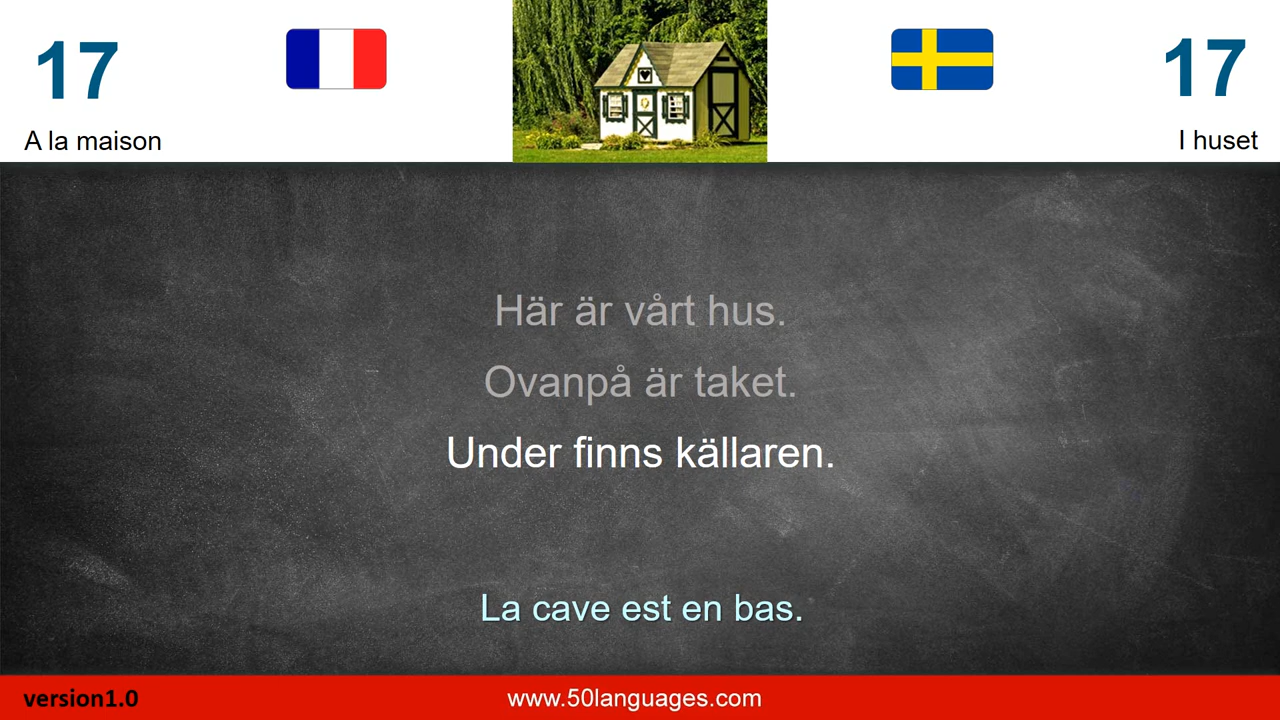 17
17
A la maison
I huset
Här är vårt hus.
Ovanpå är taket.
Under finns källaren.
La cave est en bas.
version1.0
www.50languages.com